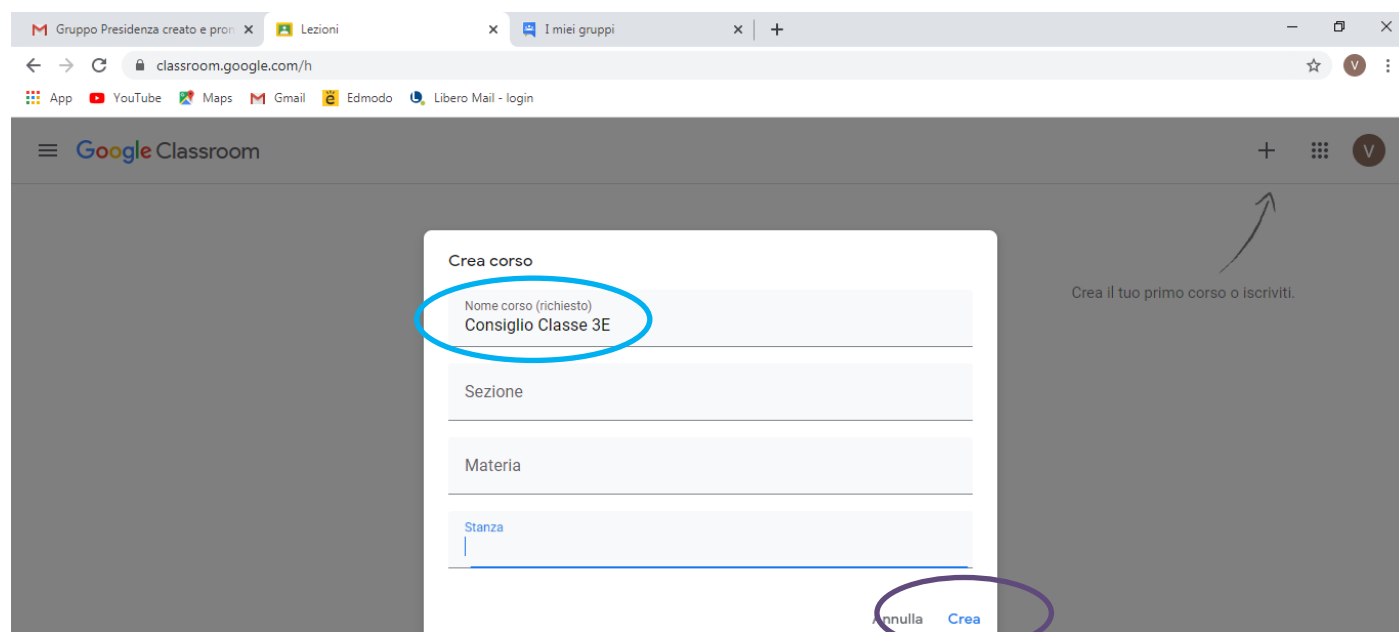 Gruppo Presidenza creato e pron
Lezioni
I miei gruppi
classroom.google.com/h
V
App
YouTube
Maps
Gmail
Edmodo
Libero Mail - login
Google Classroom
V
Crea corso
Nome corso (richiesto)
Consiglio Classe 3E
Crea il tuo primo corso o iscriviti.
Sezione
Materia
Stanza
Annulla
Crea